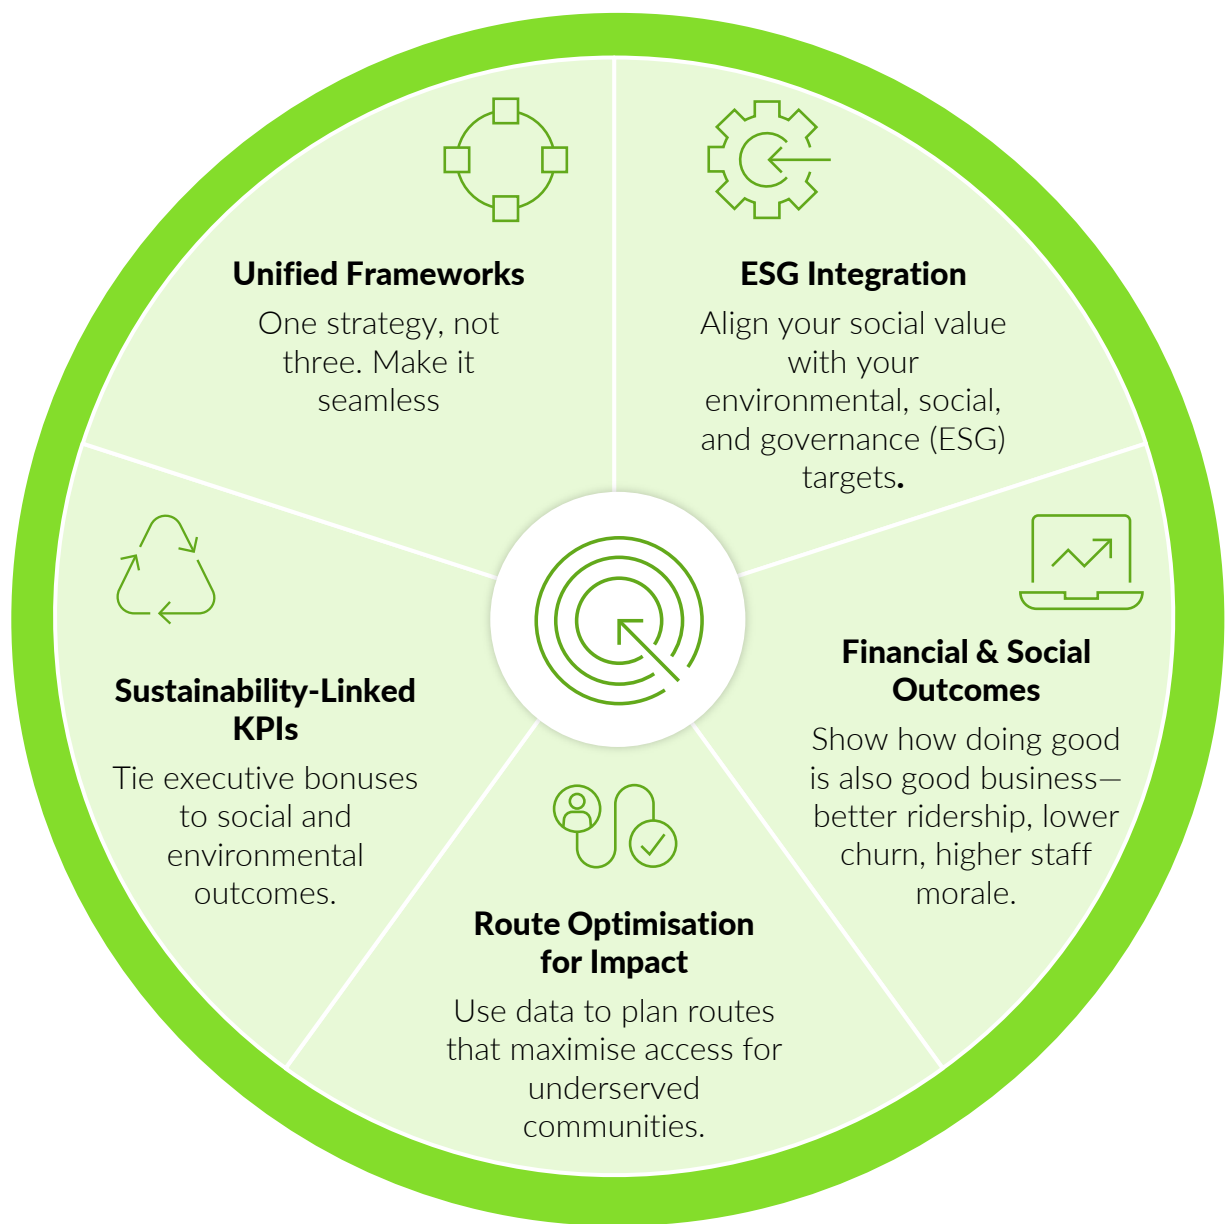 Unified Frameworks
One strategy, not
three. Make it
seamless
ESG Integration
Align your social value
with your
environmental, social,
and governance (ESG)
targets.
Financial & Social
Outcomes
Show how doing good
is also good business—
better ridership, lower
churn, higher staff
morale.
Route Optimisation
for Impact
Use data to plan routes
that maximise access for
underserved
communities.
Sustainability-Linked
KPIs
Tie executive bonuses
to social and
environmental
outcomes.